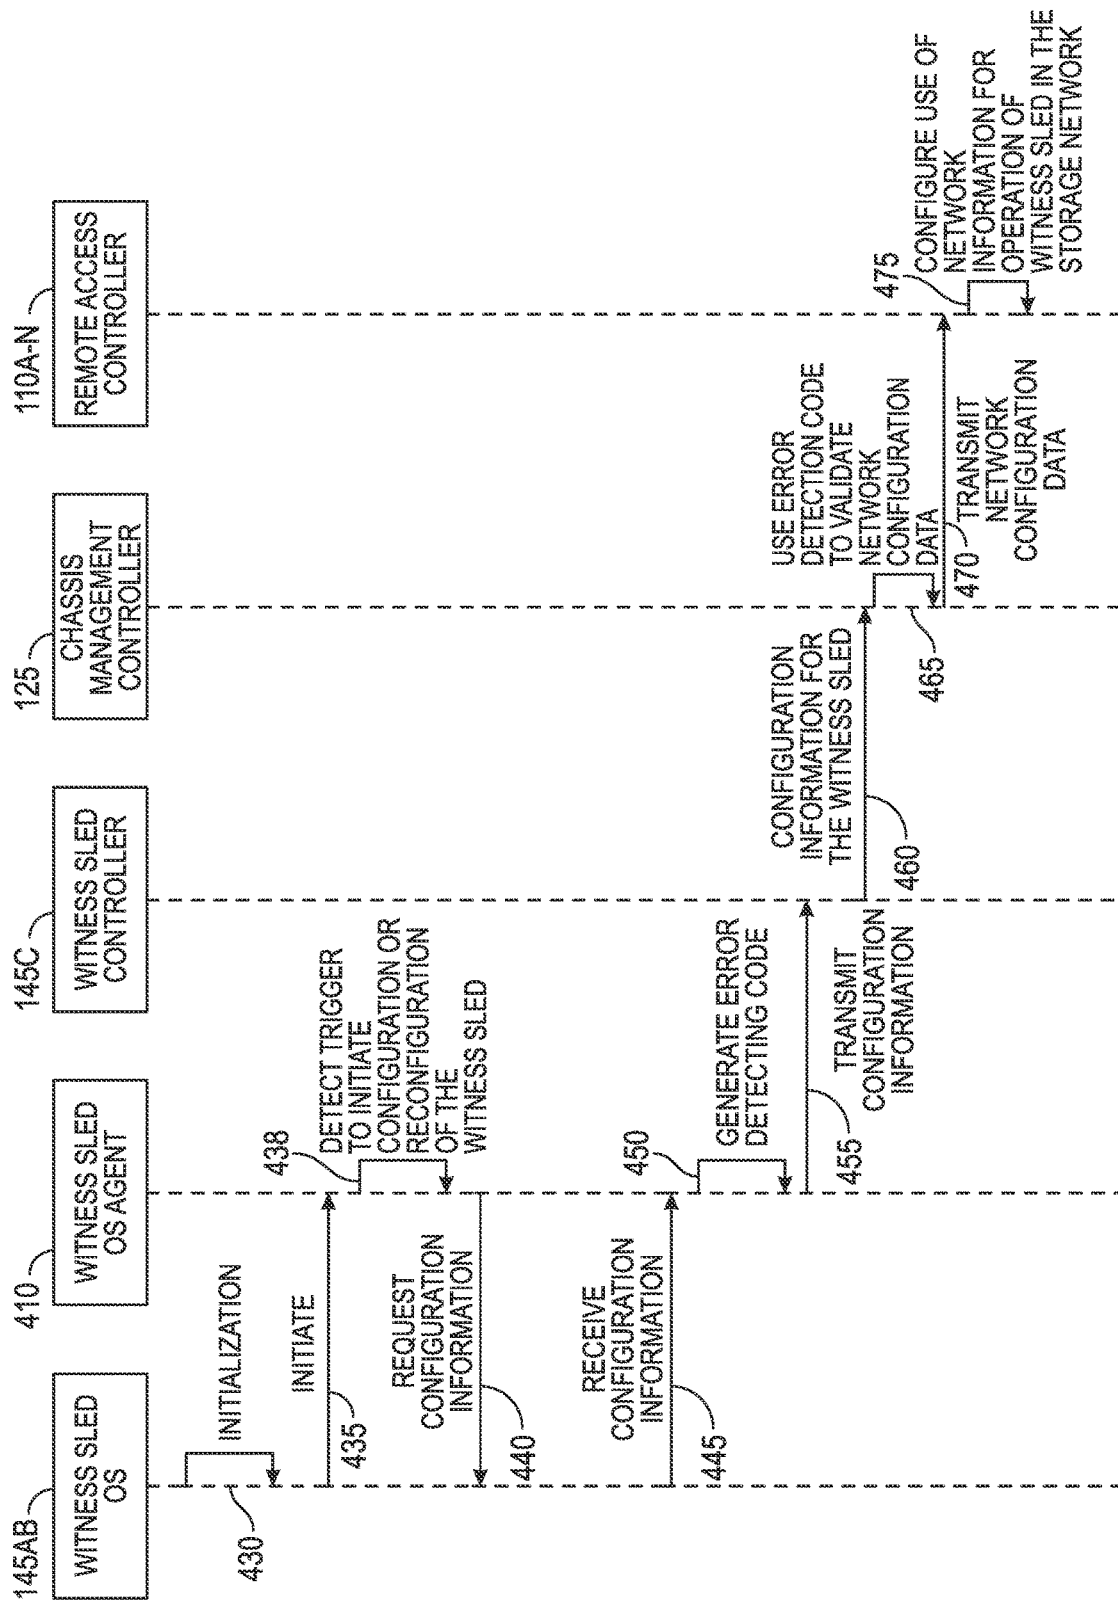 145AB
WITNESS SLED
OS
410
WITNESS SLED
OS AGENT
145C
WITNESS SLED
CONTROLLER
125
CHASSIS
MANAGEMENT
CONTROLLER
110A-N
REMOTE ACCESS
CONTROLLER
430
INITIALIZATION
INITIATE
435
438
DETECT TRIGGER
TO INITIATE
CONFIGURATION OR
RECONFIGURATION
OF THE
WITNESS SLED
REQUEST
CONFIGURATION
INFORMATION
440
RECEIVE
CONFIGURATION
INFORMATION
445
450
GENERATE ERROR
DETECTING CODE
455
TRANSMIT
CONFIGURATION
INFORMATION
CONFIGURATION
INFORMATION FOR
THE WITNESS SLED
460
465
USE ERROR
DETECTION CODE
TO VALIDATE
NETWORK
CONFIGURATION
DATA
470
TRANSMIT
NETWORK
CONFIGURATION
DATA
475
CONFIGURE USE OF
NETWORK
INFORMATION FOR
OPERATION OF
WITNESS SLED IN THE
STORAGE NETWORK